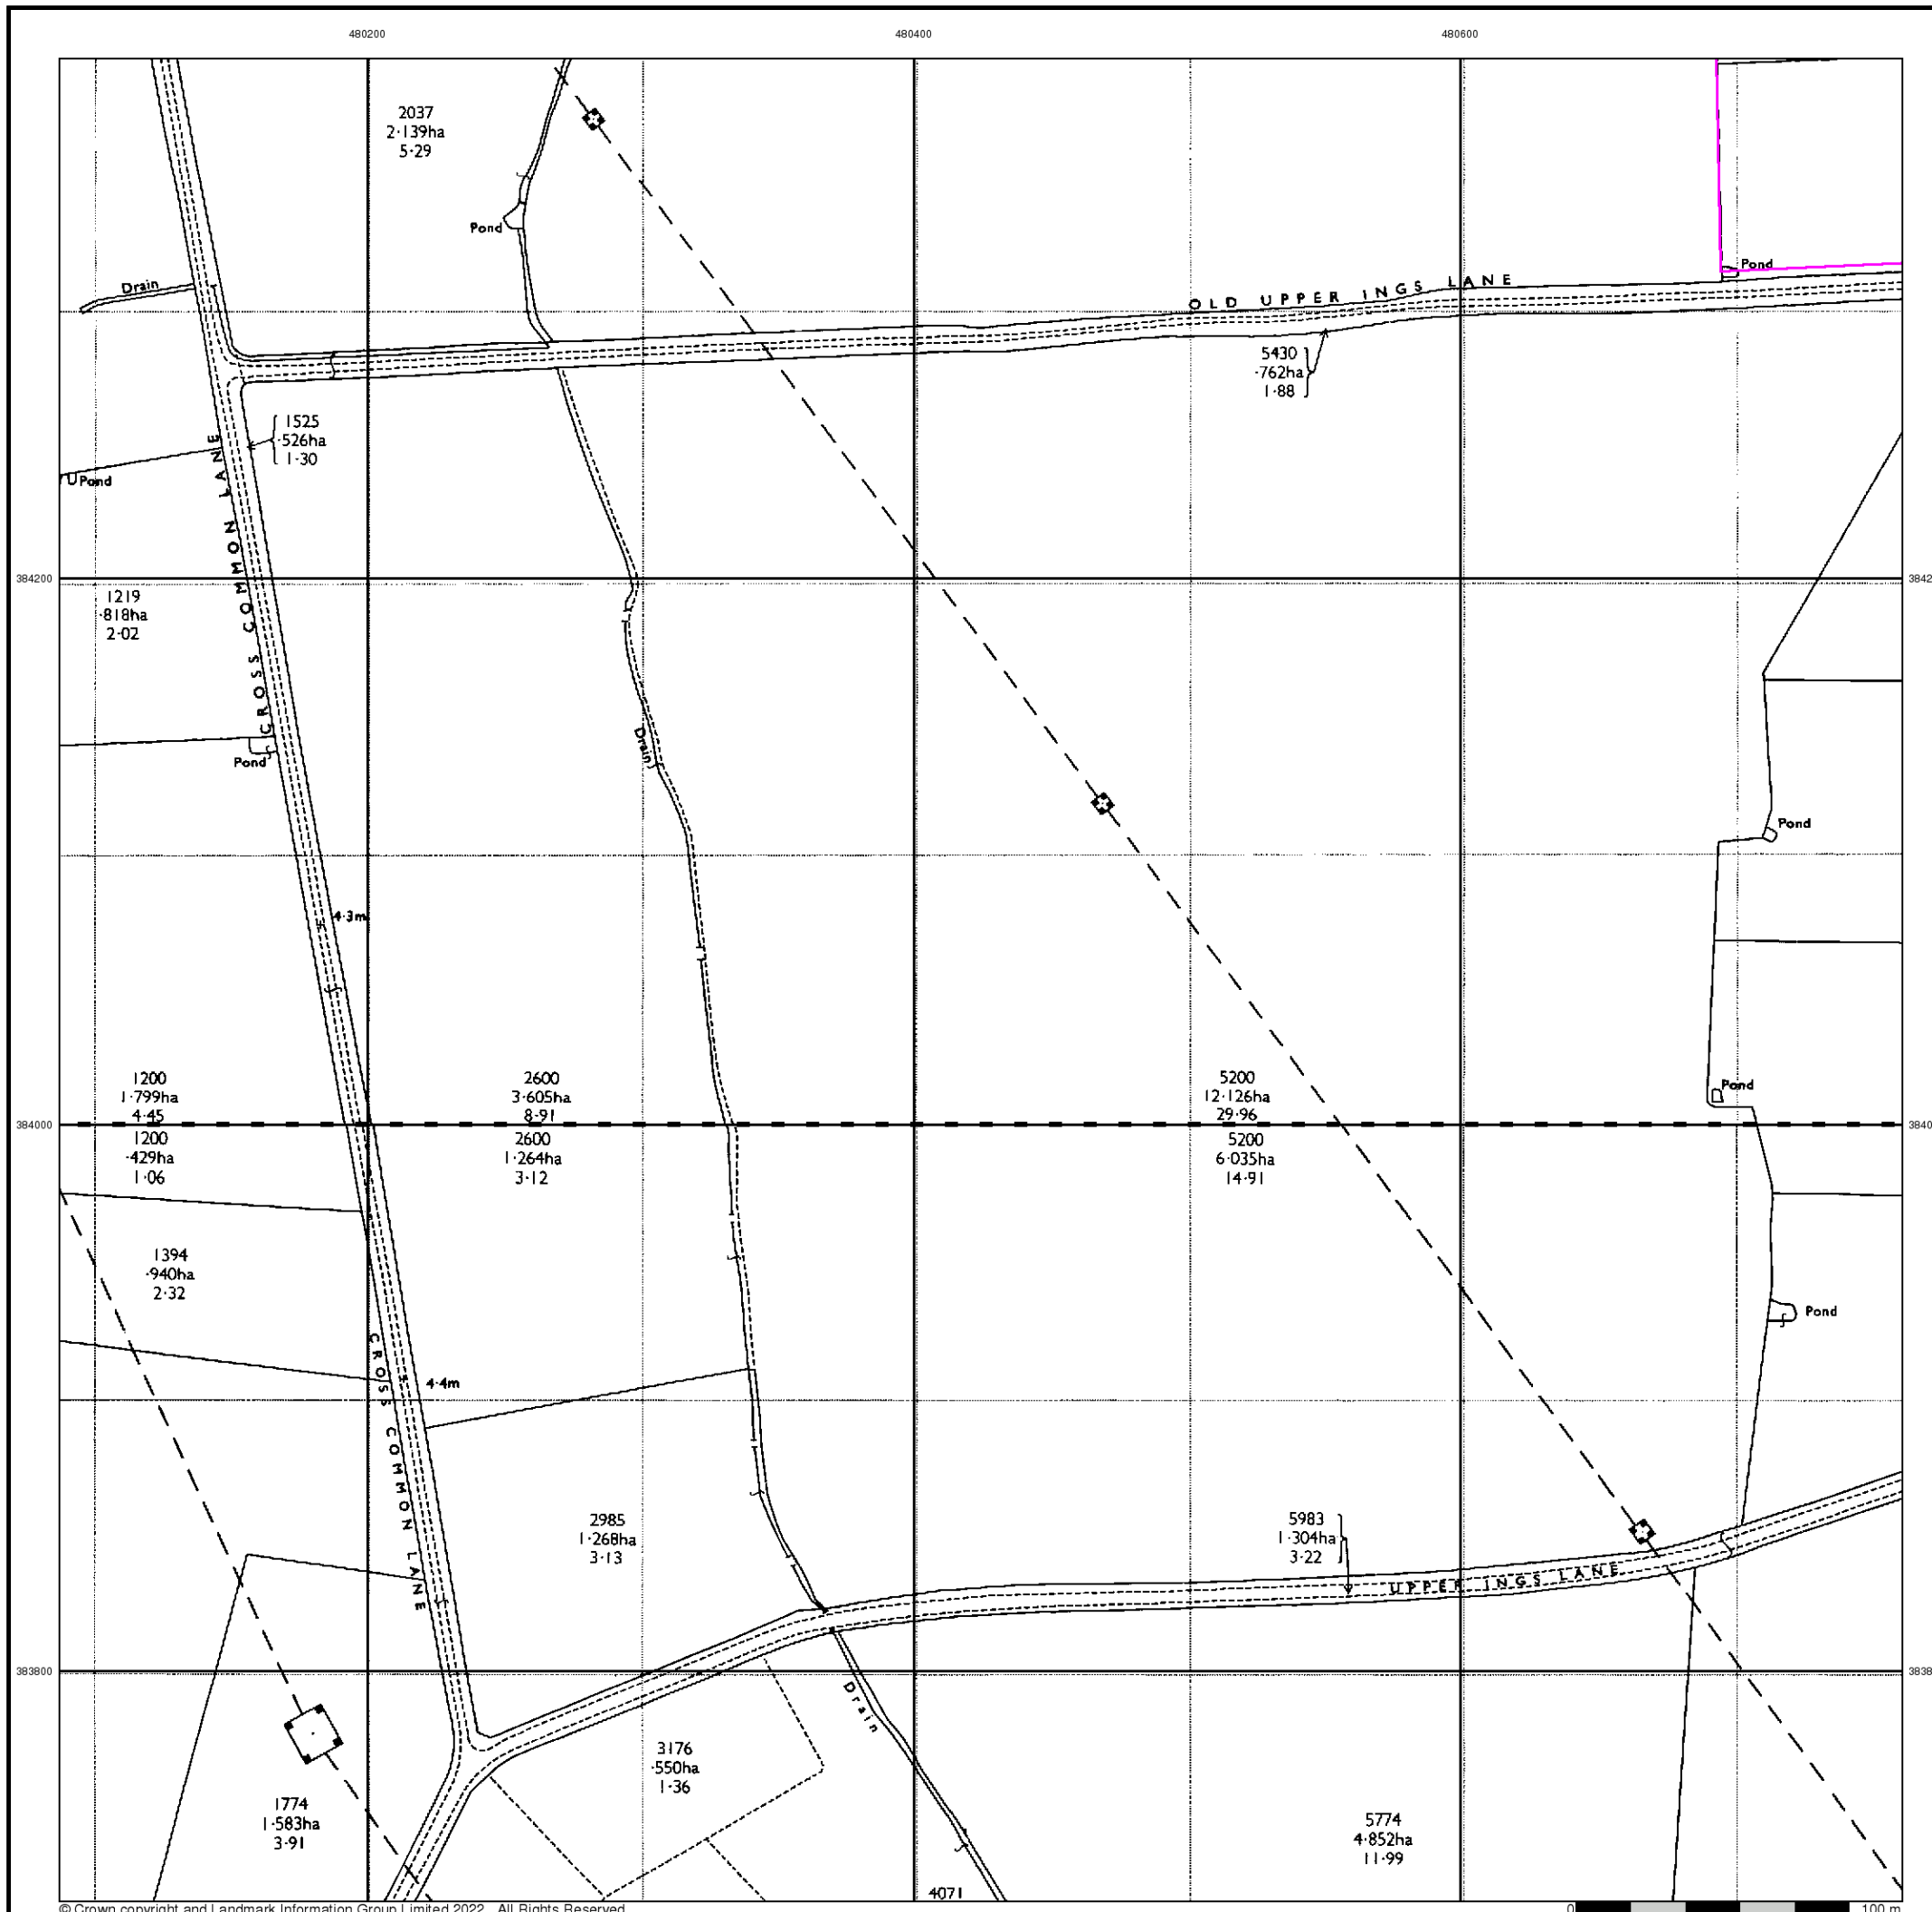 480200
480400
480600
2037
2·139ha
5·29
Pond
Drain
Pond
OLD UPPER INGS LANE
5430
·762ha
1·88
1525
·526ha
1·30
Pond
CROSS COMMON LANE
384200
3842
1219
·818ha
2·02
Pond
Drain
Pond
4·3m
1200
1·799ha
4·45
2600
3·605ha
8·91
5200
12·126ha
29·96
Pond
384000
3840
1200
·429ha
1·06
2600
1·264ha
3·12
5200
6·035ha
14·91
1394
·940ha
2·32
Pond
CROSS COMMON LANE
4·4m
2985
1·268ha
3·13
5983
1·304ha
3·22
UPPER INGS LANE
383800
3838
Drain
3176
·550ha
1·36
1774
1·583ha
3·91
5774
4·852ha
11·99
4071
© Crown copyright and Landmark Information Group Limited 2022. All Rights Reserved.
0
100 m